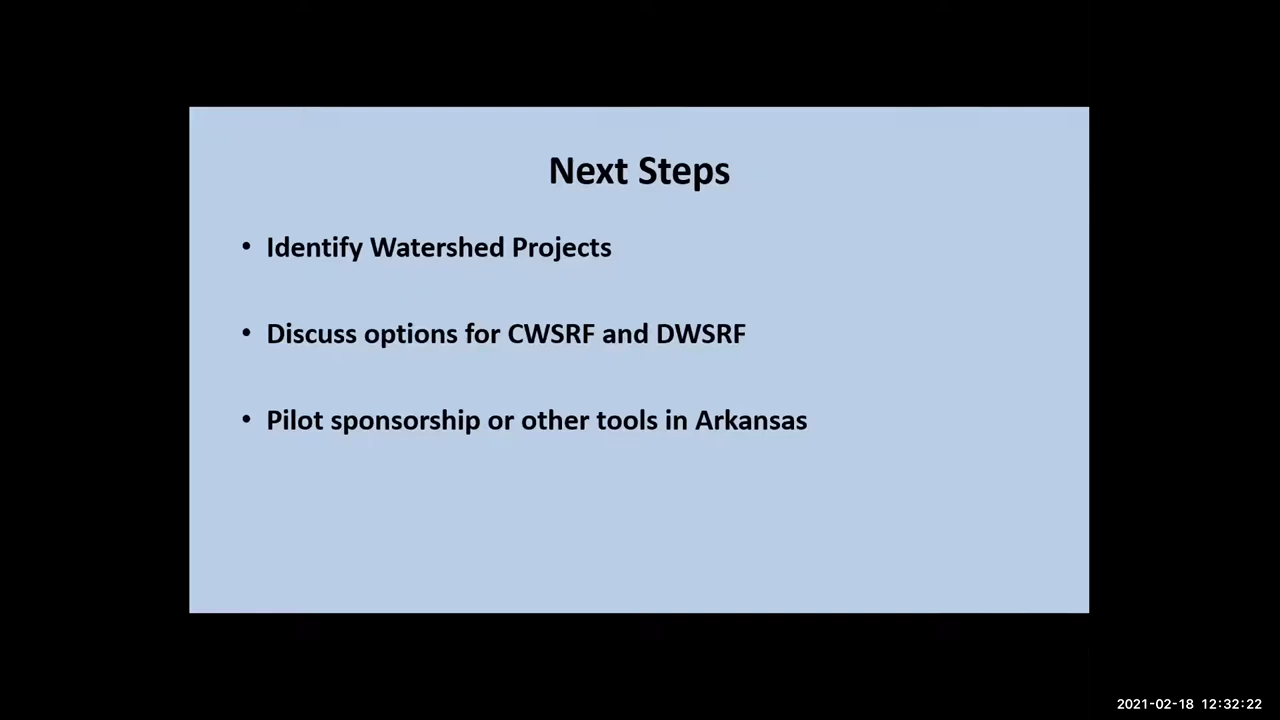 Next Steps
• Identify Watershed Projects
• Discuss options for CWSRF and DWSRF
• Pilot sponsorship or other tools in Arkansas
2021-02-18 12:32:22